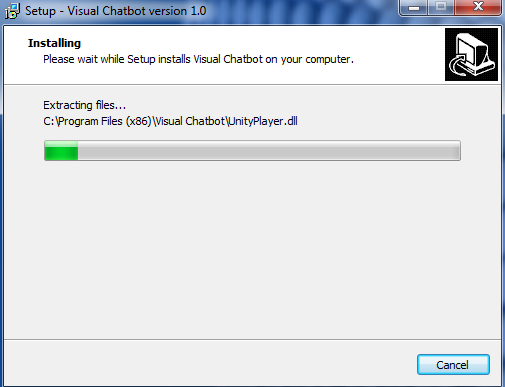 Setup - Visual Chatbot version 1.0
Installing
Please wait while Setup installs Visual Chatbot on your computer.
Extracting files...
C:\Program Files (x86)\Visual Chatbot\UnityPlayer.dll
Cancel